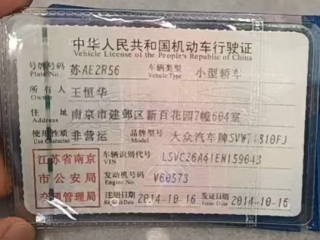 中华人民共和国机动车行驶证
Vehicle License of the People's Republic of China
号牌号码 苏AE2R56 车辆类型 小型轿车
Plate No. Vehicle Type
所有人 王恒华
Owner
住址 南京市建邺区新百花园7幢604室
Address
使用性质 非营运 品牌型号 大众汽车牌
Use Character Model
江苏省南京
市公安局
交通管理局
车辆识别代号
VIN
发动机号码 V60573
Engine No.
注册日期 2014-10-16 发证日期 2014-10-16